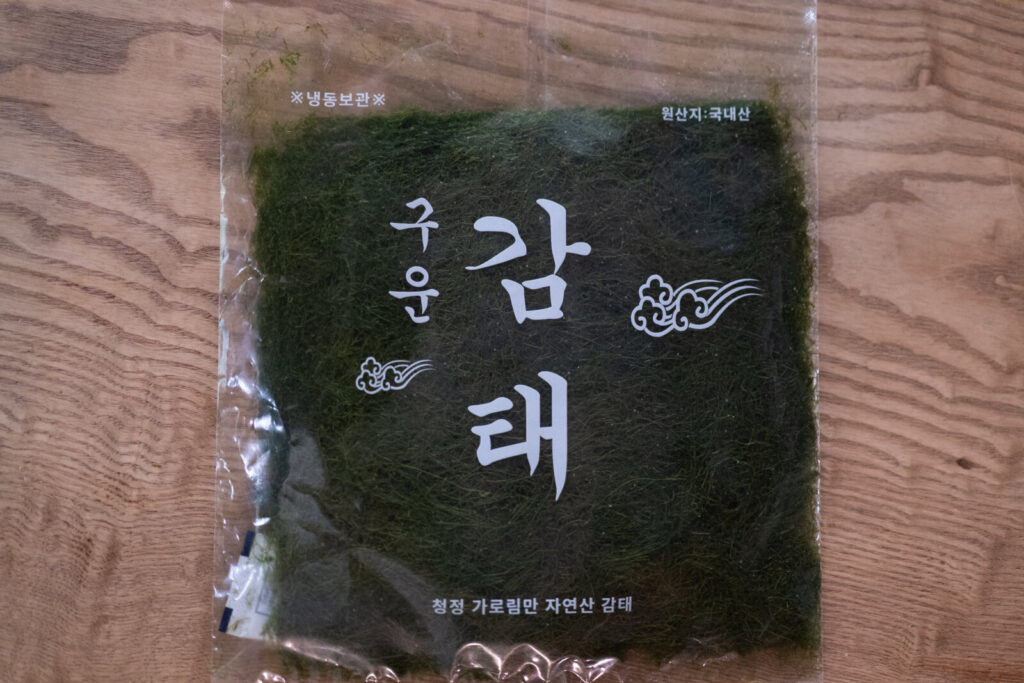 ※냉동보관※
원산지:국내산
구운
감태
청정 가로림만 자연산 감태